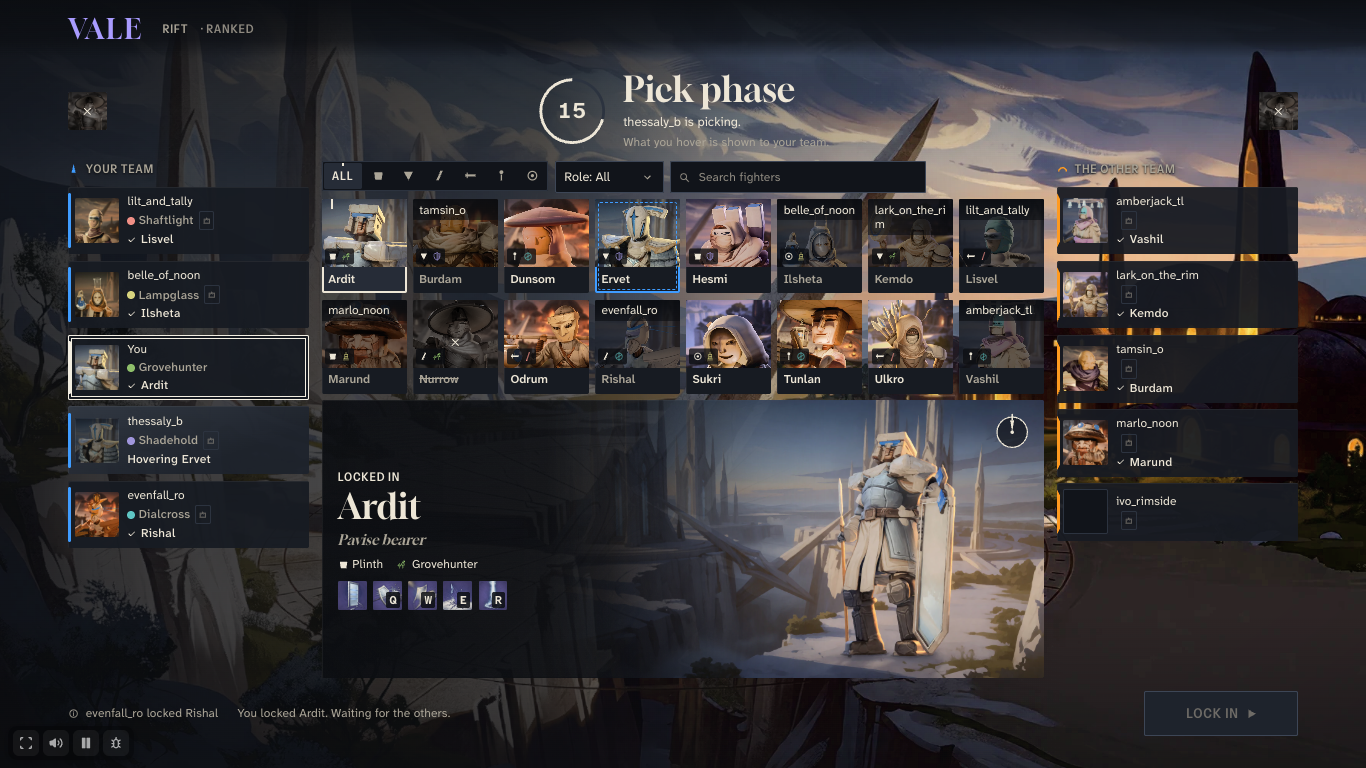 VALE RIFT · RANKED
15
Pick phase
thessaly_b is picking.
What you hover is shown to your team.
YOUR TEAM
lilt_and_tally
Shaftlight
✓ Lisvel
belle_of_noon
Lampglass
✓ Ilsheta
You
Grovehunter
✓ Ardit
thessaly_b
Shadehold
Hovering Ervet
evenfall_ro
Dialcross
✓ Rishal
ALL
Role: All
Search fighters
Ardit
tamsin_o
Burdam
Dunsom
Ervet
Hesmi
belle_of_noon
Ilsheta
lark_on_the_ri
m
Kemdo
lilt_and_tally
Lisvel
marlo_noon
Marund
Nurrow
Odrum
evenfall_ro
Rishal
Sukri
Tunlan
Ulkro
amberjack_tl
Vashil
LOCKED IN
Ardit
Pavise bearer
Plinth Grovehunter
Q W E R
THE OTHER TEAM
amberjack_tl
✓ Vashil
lark_on_the_rim
✓ Kemdo
tamsin_o
✓ Burdam
marlo_noon
✓ Marund
ivo_rimside
evenfall_ro locked Rishal You locked Ardit. Waiting for the others.
LOCK IN